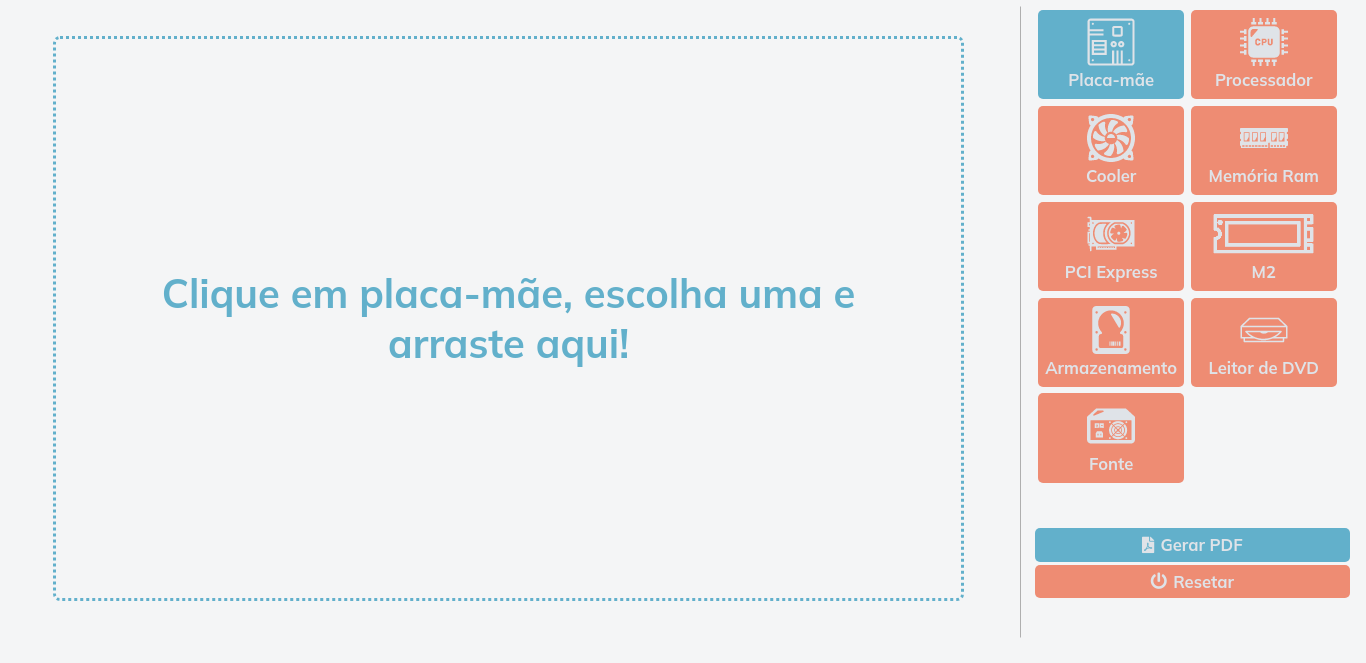 Clique em placa-mãe, escolha uma e
arraste aqui!
Placa-mãe
CPU
Processador
Cooler
Memória Ram
PCI Express
M2
Armazenamento
Leitor de DVD
Fonte
Gerar PDF
Resetar